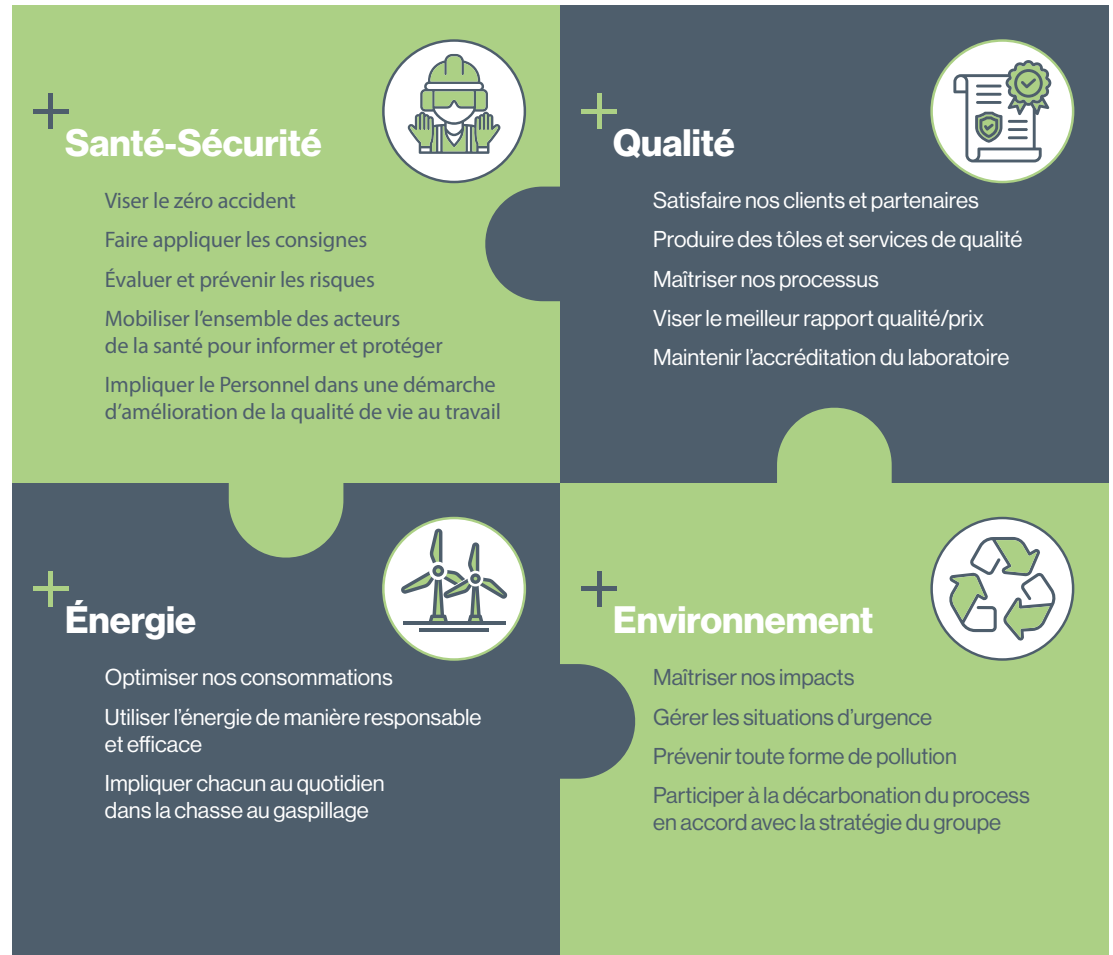 Santé-Sécurité
Viser le zéro accident
Faire appliquer les consignes
Évaluer et prévenir les risques
Mobiliser l’ensemble des acteurs
de la santé pour informer et protéger
Impliquer le Personnel dans une démarche
d’amélioration de la qualité de vie au travail
Qualité
Satisfaire nos clients et partenaires
Produire des tôles et services de qualité
Maîtriser nos processus
Viser le meilleur rapport qualité/prix
Maintenir l’accréditation du laboratoire
Énergie
Optimiser nos consommations
Utiliser l’énergie de manière responsable
et efficace
Impliquer chacun au quotidien
dans la chasse au gaspillage
Environnement
Maîtriser nos impacts
Gérer les situations d’urgence
Prévenir toute forme de pollution
Participer à la décarbonation du process
en accord avec la stratégie du groupe